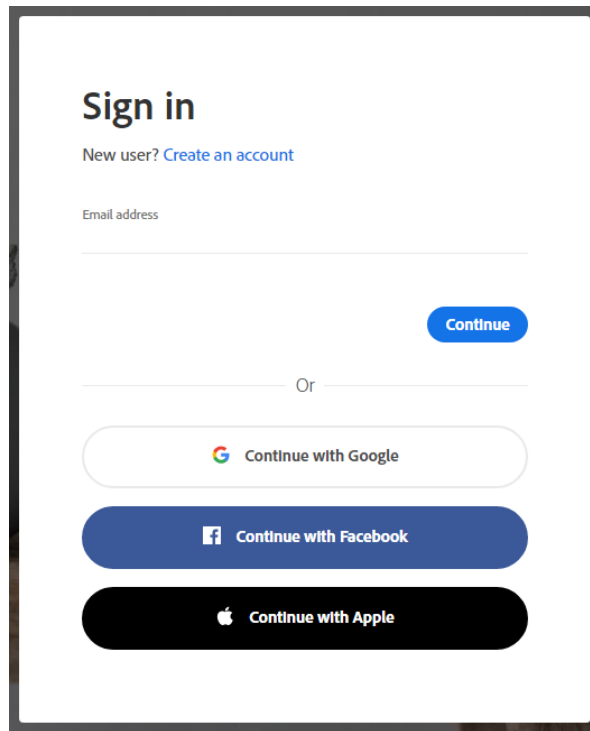 Sign in
New user? Create an account
Email address
Continue
Or
Continue with Google
Continue with Facebook
Continue with Apple